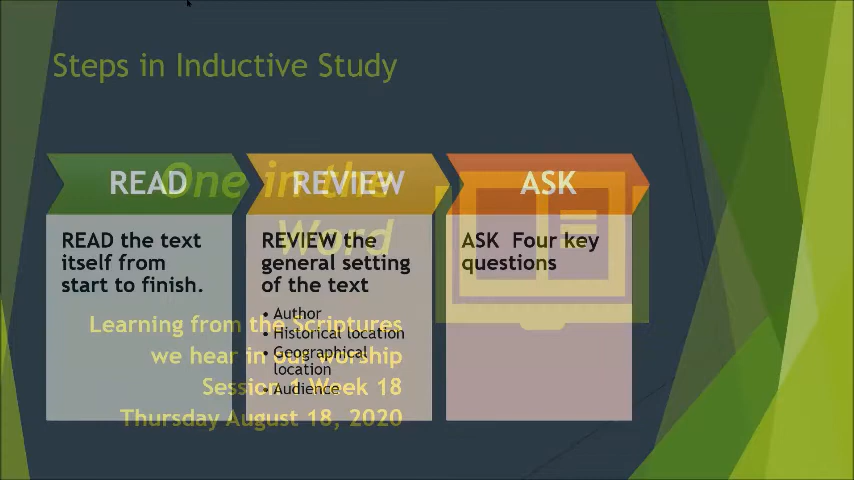 Steps in Inductive Study
READ
REVIEW
ASK
READ the text
itself from
start to finish.
REVIEW the
general setting
of the text
• Author
• Historical location
• Geographical
location
• Audience
ASK Four key
questions
One in the
Word
Learning from the Scriptures
we hear in our worship
Session 1 Week 18
Thursday August 18, 2020